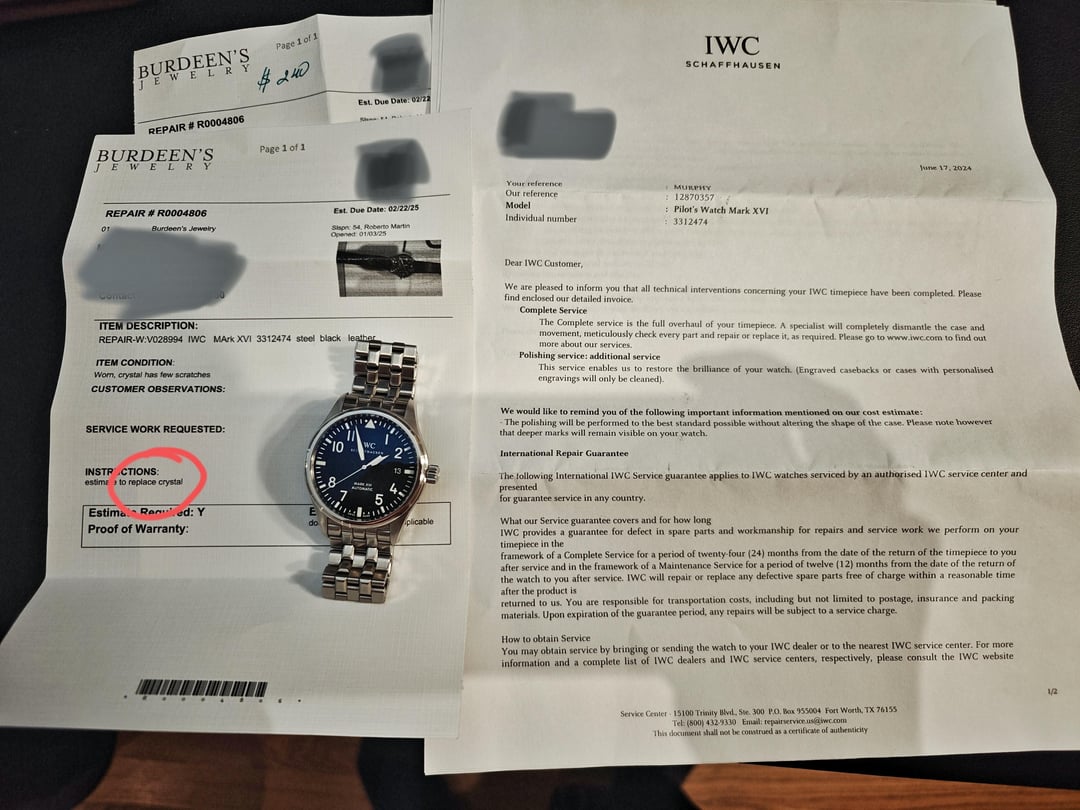 BURDEEN'S
JEWELRY
Page 1 of 1
$ 240
Est. Due Date: 02/22
REPAIR # R0004806
BURDEEN'S
JEWELRY
Page 1 of 1
REPAIR # R0004806
Est. Due Date: 02/22/25
01 Burdeen's Jewelry
Slspn: 54, Roberto Martin
Opened: 01/03/25
Contact
ITEM DESCRIPTION:
REPAIR-W:V028994 IWC MArk XVI 3312474 steel black leather
ITEM CONDITION:
Worn, crystal has few scratches
CUSTOMER OBSERVATIONS:
SERVICE WORK REQUESTED:
INSTRUCTIONS:
estimate to replace crystal
Estimate Required: Y
Proof of Warranty:
plicable
IWC
SCHAFFHAUSEN
MARK XVI
AUTOMATIC
11 1 2 13 4 5 7 8 10
IWC
SCHAFFHAUSEN
June 17, 2024
Your reference : MURPHY
Our reference : 12870357
Model : Pilot's Watch Mark XVI
Individual number : 3312474
Dear IWC Customer,
We are pleased to inform you that all technical interventions concerning your IWC timepiece have been completed. Please
find enclosed our detailed invoice.
Complete Service
The Complete service is the full overhaul of your timepiece. A specialist will completely dismantle the case and
movement, meticulously check every part and repair or replace it, as required. Please go to www.iwc.com to find out
more about our services.
Polishing service: additional service
This service enables us to restore the brilliance of your watch. (Engraved casebacks or cases with personalised
engravings will only be cleaned).
We would like to remind you of the following important information mentioned on our cost estimate:
- The polishing will be performed to the best standard possible without altering the shape of the case. Please note however
that deeper marks will remain visible on your watch.
International Repair Guarantee
The following International IWC Service guarantee applies to IWC watches serviced by an authorised IWC service center and
presented
for guarantee service in any country.
What our Service guarantee covers and for how long
IWC provides a guarantee for defect in spare parts and workmanship for repairs and service work we perform on your
timepiece in the
framework of a Complete Service for a period of twenty-four (24) months from the date of the return of the timepiece to you
after service and in the framework of a Maintenance Service for a period of twelve (12) months from the date of the return of
the watch to you after service. IWC will repair or replace any defective spare parts free of charge within a reasonable time
after the product is
returned to us. You are responsible for transportation costs, including but not limited to postage, insurance and packing
materials. Upon expiration of the guarantee period, any repairs will be subject to a service charge.
How to obtain Service
You may obtain service by bringing or sending the watch to your IWC dealer or to the nearest IWC service center. For more
information and a complete list of IWC dealers and IWC service centers, respectively, please consult the IWC website
1/2
Service Center - 15100 Trinity Blvd., Ste. 300 P.O. Box 955004 Fort Worth, TX 76155
Tel: (800) 432-9330 Email: repairservice.us@iwc.com
This document shall not be construed as a certificate of authenticity